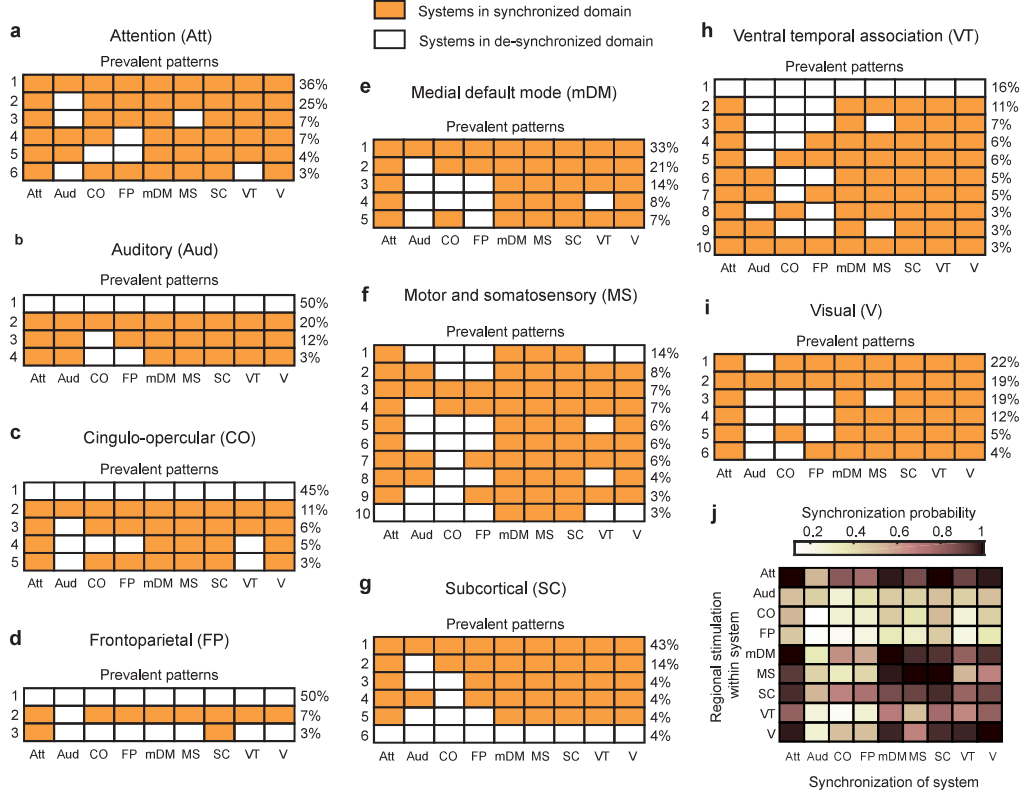 Systems in synchronized domain
Systems in de-synchronized domain
a
Attention (Att)
Prevalent patterns
1 36%
2 25%
3 7%
4 7%
5 4%
6 3%
Att Aud CO FP mDM MS SC VT V
b
Auditory (Aud)
Prevalent patterns
1 50%
2 20%
3 12%
4 3%
Att Aud CO FP mDM MS SC VT V
c
Cingulo-opercular (CO)
Prevalent patterns
1 45%
2 11%
3 6%
4 5%
5 3%
Att Aud CO FP mDM MS SC VT V
d
Frontoparietal (FP)
Prevalent patterns
1 50%
2 7%
3 3%
Att Aud CO FP mDM MS SC VT V
e
Medial default mode (mDM)
Prevalent patterns
1 33%
2 21%
3 14%
4 8%
5 7%
Att Aud CO FP mDM MS SC VT V
f
Motor and somatosensory (MS)
Prevalent patterns
1 14%
2 8%
3 7%
4 7%
5 6%
6 6%
7 6%
8 4%
9 3%
10 3%
Att Aud CO FP mDM MS SC VT V
g
Subcortical (SC)
Prevalent patterns
1 43%
2 14%
3 4%
4 4%
5 4%
6 4%
Att Aud CO FP mDM MS SC VT V
h
Ventral temporal association (VT)
Prevalent patterns
1 16%
2 11%
3 7%
4 6%
5 6%
6 5%
7 5%
8 3%
9 3%
10 3%
Att Aud CO FP mDM MS SC VT V
i
Visual (V)
Prevalent patterns
1 22%
2 19%
3 19%
4 12%
5 5%
6 4%
Att Aud CO FP mDM MS SC VT V
j
Synchronization probability
0.2 0.4 0.6 0.8 1
Regional stimulation
within system
Att
Aud
CO
FP
mDM
MS
SC
VT
V
Att Aud CO FP mDM MS SC VT V
Synchronization of system